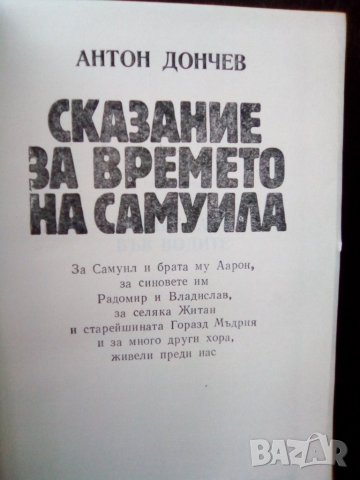 АНТОН ДОНЧЕВ
СКАЗАНИЕ
ЗА ВРЕМЕТО
НА САМУИЛА
За Самуил и брата му Аарон,
за синовете им
Радомир и Владислав,
за селяка Житан
и старейшината Горазд Мъдрия
и за много други хора,
живели преди нас
BAZAR.BG